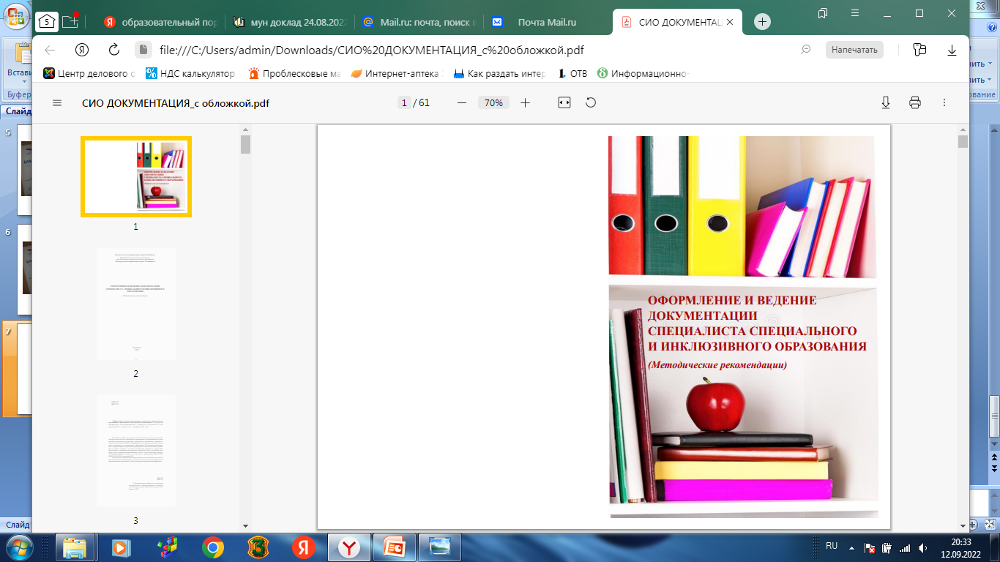 5
образовательный пор
мун доклад 24.08.2022
Mail.ru: почта, поиск в
Почта Mail.ru
СИО ДОКУМЕНТАЦ
file:///C:/Users/admin/Downloads/СИО%20ДОКУМЕНТАЦИЯ_с%20обложкой.pdf
Напечатать
Встави
Буфер
Центр делового о
НДС калькулятор
Проблесковые ма
Интернет-аптека
Как раздать интер
ОТВ
Информационно-
СИО ДОКУМЕНТАЦИЯ_с обложкой.pdf
1 / 61
70%
Слайд
5
6
7
1
2
3
ОФОРМЛЕНИЕ И ВЕДЕНИЕ
ДОКУМЕНТАЦИИ
СПЕЦИАЛИСТА СПЕЦИАЛЬНОГО
И ИНКЛЮЗИВНОГО ОБРАЗОВАНИЯ
(Методические рекомендации)
Слайд
RU
20:33
12.09.2022